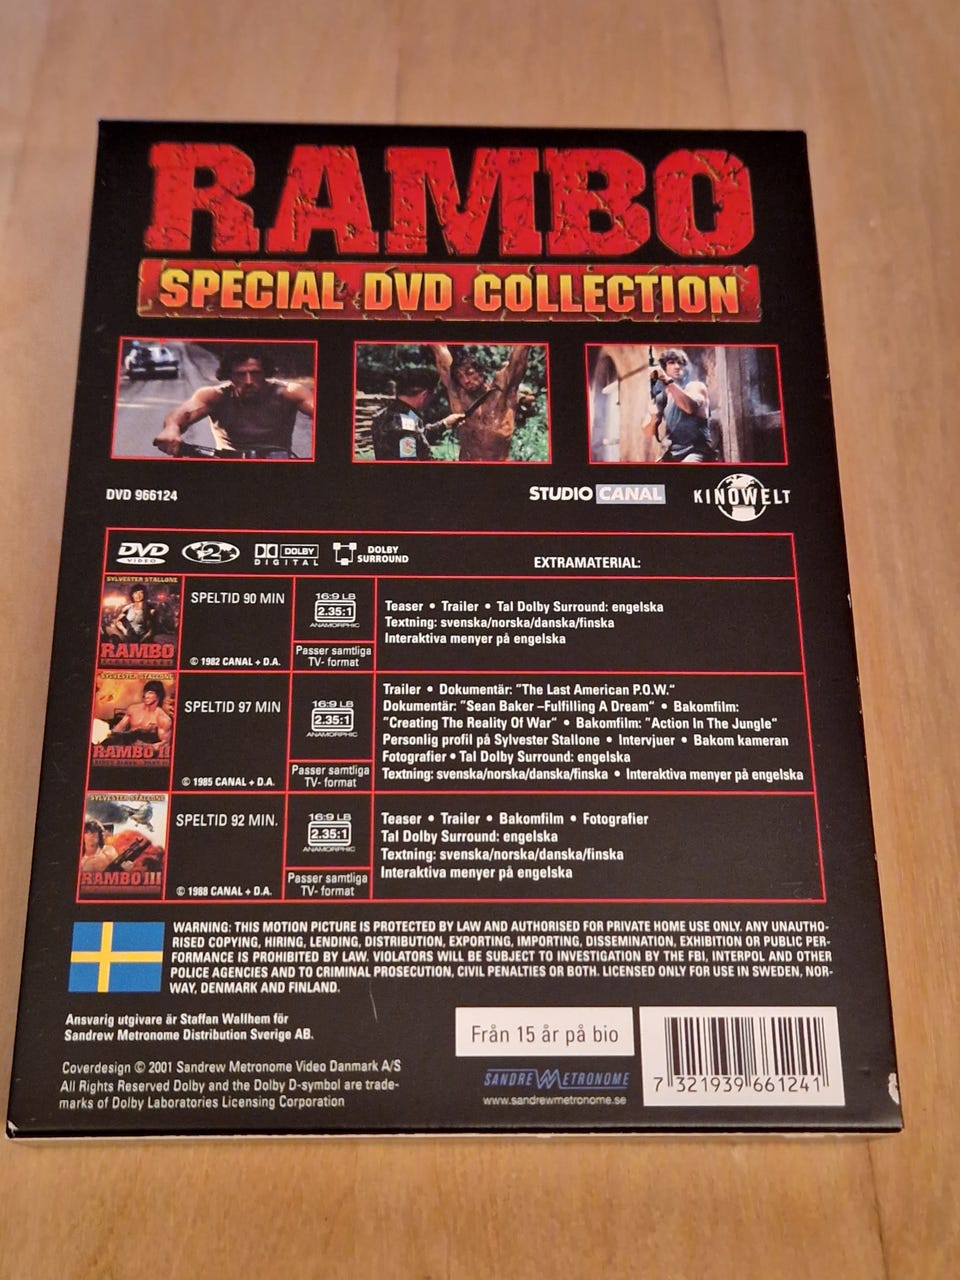 RAMBO
SPECIAL DVD COLLECTION
DVD 966124
STUDIO CANAL
KINOWELT
DVD
VIDEO
2
DOLBY
DIGITAL
DOLBY
SURROUND
EXTRAMATERIAL:
SYLVESTER STALLONE
RAMBO
FIRST BLOOD
SPELTID 90 MIN
© 1982 CANAL + D.A.
16:9 LB
2.35:1
ANAMORPHIC
Passer samtliga
TV- format
Teaser • Trailer • Tal Dolby Surround: engelska
Textning: svenska/norska/danska/finska
Interaktiva menyer på engelska
SYLVESTER STALLONE
RAMBO II
SPELTID 97 MIN
© 1985 CANAL + D.A.
16:9 LB
2.35:1
ANAMORPHIC
Passer samtliga
TV- format
Trailer • Dokumentär: "The Last American P.O.W."
Dokumentär: "Sean Baker –Fulfilling A Dream" • Bakomfilm:
"Creating The Reality Of War" • Bakomfilm: "Action In The Jungle"
Personlig profil på Sylvester Stallone • Intervjuer • Bakom kameran
Fotografier • Tal Dolby Surround: engelska
Textning: svenska/norska/danska/finska • Interaktiva menyer på engelska
SYLVESTER STALLONE
RAMBO III
SPELTID 92 MIN.
© 1988 CANAL + D.A.
16:9 LB
2.35:1
ANAMORPHIC
Passer samtliga
TV- format
Teaser • Trailer • Bakomfilm • Fotografier
Tal Dolby Surround: engelska
Textning: svenska/norska/danska/finska
Interaktiva menyer på engelska
WARNING: THIS MOTION PICTURE IS PROTECTED BY LAW AND AUTHORISED FOR PRIVATE HOME USE ONLY. ANY UNAUTHO-
RISED COPYING, HIRING, LENDING, DISTRIBUTION, EXPORTING, IMPORTING, DISSEMINATION, EXHIBITION OR PUBLIC PER-
FORMANCE IS PROHIBITED BY LAW. VIOLATORS WILL BE SUBJECT TO INVESTIGATION BY THE FBI, INTERPOL AND OTHER
POLICE AGENCIES AND TO CRIMINAL PROSECUTION, CIVIL PENALTIES OR BOTH. LICENSED ONLY FOR USE IN SWEDEN, NOR-
WAY, DENMARK AND FINLAND.
Ansvarig utgivare är Staffan Wallhem för
Sandrew Metronome Distribution Sverige AB.
Coverdesign © 2001 Sandrew Metronome Video Danmark A/S
All Rights Reserved Dolby and the Dolby D-symbol are trade-
marks of Dolby Laboratories Licensing Corporation
Från 15 år på bio
SANDREW METRONOME
www.sandrewmetronome.se
7 321939 661241